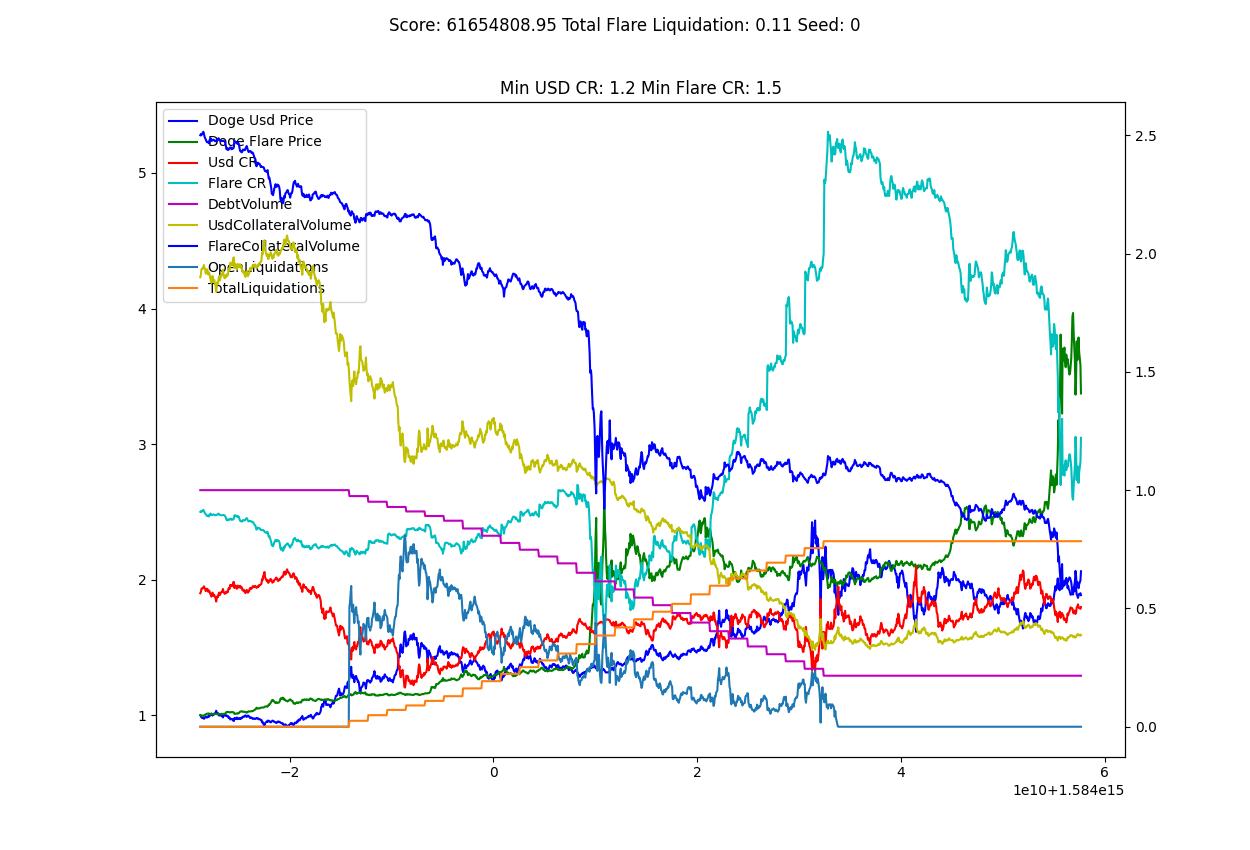 Score: 61654808.95 Total Flare Liquidation: 0.11 Seed: 0
Min USD CR: 1.2 Min Flare CR: 1.5
Doge Usd Price
Doge Flare Price
Usd CR
Flare CR
DebtVolume
UsdCollateralVolume
FlareCollateralVolume
OpenLiquidations
TotalLiquidations
5
4
3
2
1
2.5
2.0
1.5
1.0
0.5
0.0
−2
0
2
4
6
1e10+1.584e15